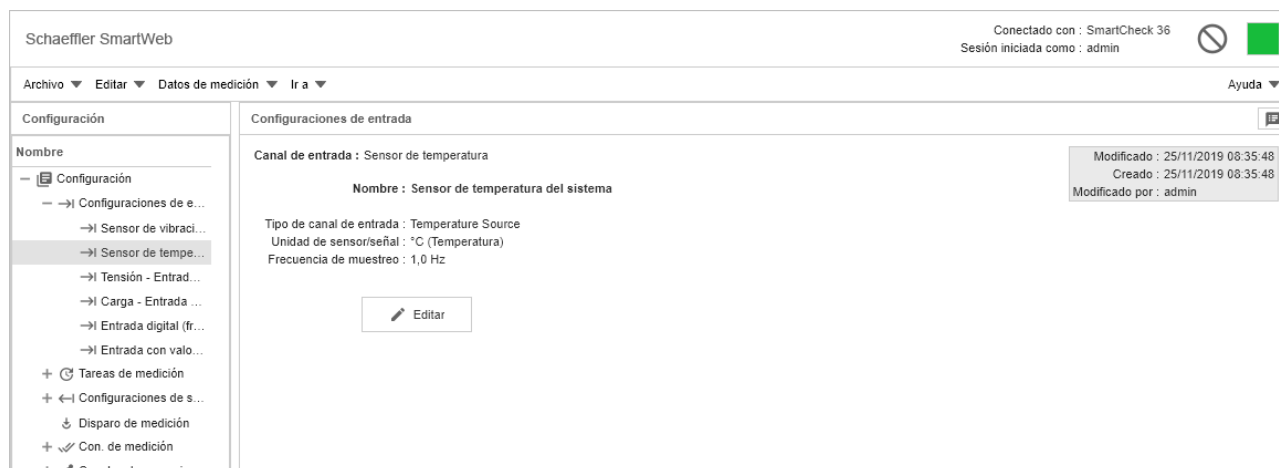 Schaeffler SmartWeb
Conectado con : SmartCheck 36
Sesión iniciada como : admin
Archivo Editar Datos de medición Ir a Ayuda
Configuración
Configuraciones de entrada
Nombre
Configuración
Configuraciones de e...
Sensor de vibraci...
Sensor de tempe...
Tensión - Entrad...
Carga - Entrada ...
Entrada digital (fr...
Entrada con valo...
Tareas de medición
Configuraciones de s...
Disparo de medición
Con. de medición
Canal de entrada : Sensor de temperatura
Nombre : Sensor de temperatura del sistema
Tipo de canal de entrada : Temperature Source
Unidad de sensor/señal : °C (Temperatura)
Frecuencia de muestreo : 1,0 Hz
Editar
Modificado : 25/11/2019 08:35:48
Creado : 25/11/2019 08:35:48
Modificado por : admin